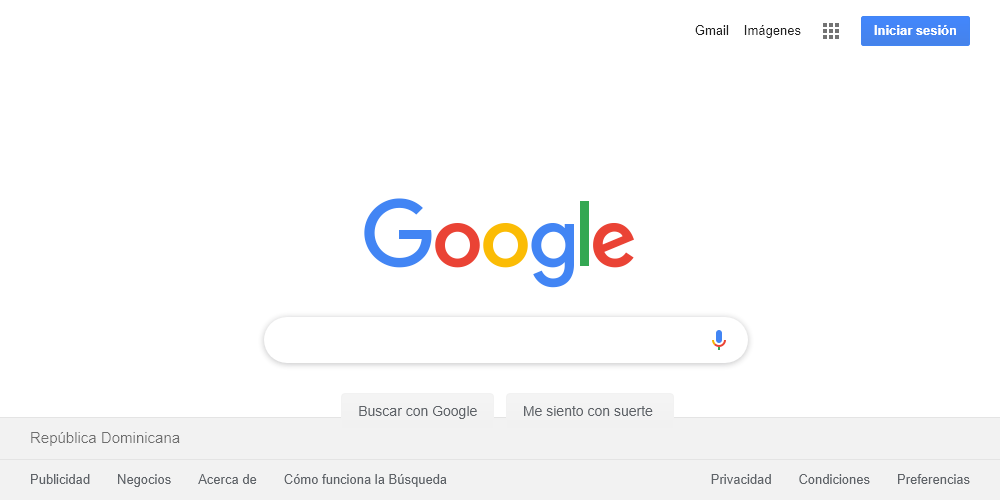 Gmail Imágenes Iniciar sesión
Google
Buscar con Google Me siento con suerte
República Dominicana
Publicidad Negocios Acerca de Cómo funciona la Búsqueda Privacidad Condiciones Preferencias